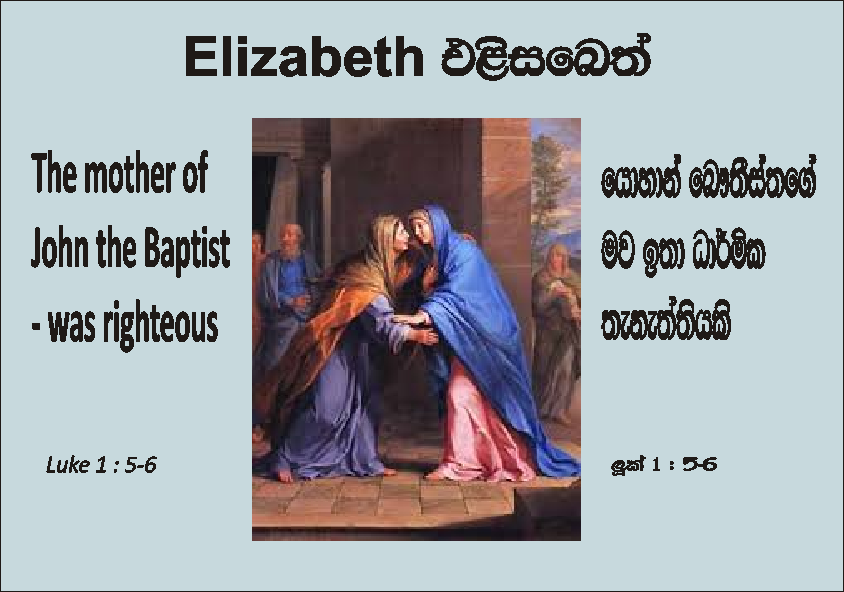 Elizabeth එළිසබෙත්
The mother of
John the Baptist
- was righteous
Luke 1 : 5-6
යොහාන් බෞතීස්තගේ
මව ඉතා ධාර්මික
තැනැත්තියකි
ලූක් 1 : 5-6